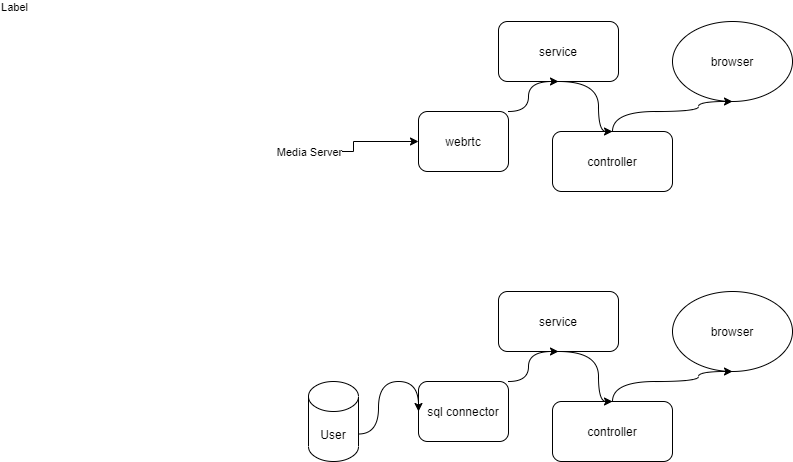 Label
service
browser
webrtc
Media Server
controller
service
browser
sql connector
User
controller